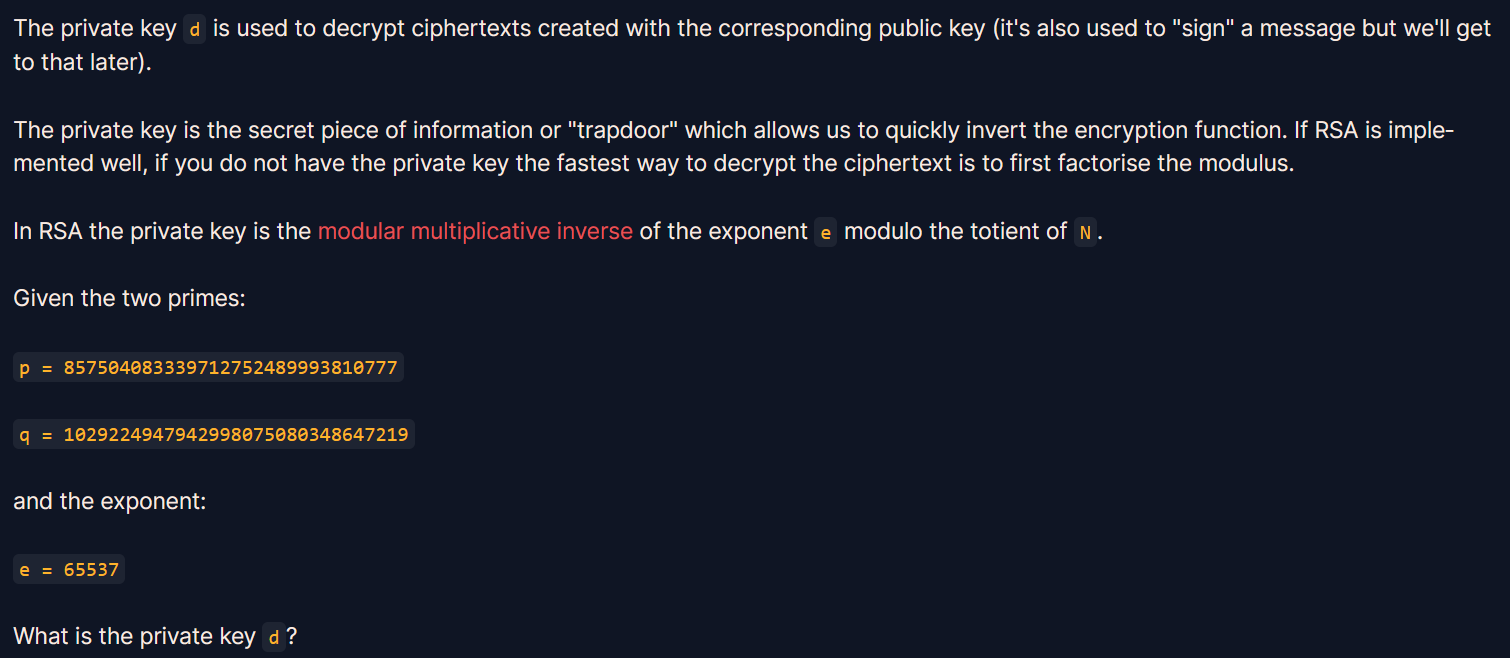 The private key d is used to decrypt ciphertexts created with the corresponding public key (it's also used to "sign" a message but we'll get
to that later).
The private key is the secret piece of information or "trapdoor" which allows us to quickly invert the encryption function. If RSA is imple-
mented well, if you do not have the private key the fastest way to decrypt the ciphertext is to first factorise the modulus.
In RSA the private key is the modular multiplicative inverse of the exponent e modulo the totient of N.
Given the two primes:
p = 857504083339712752489993810777
q = 1029224947942998075080348647219
and the exponent:
e = 65537
What is the private key d?